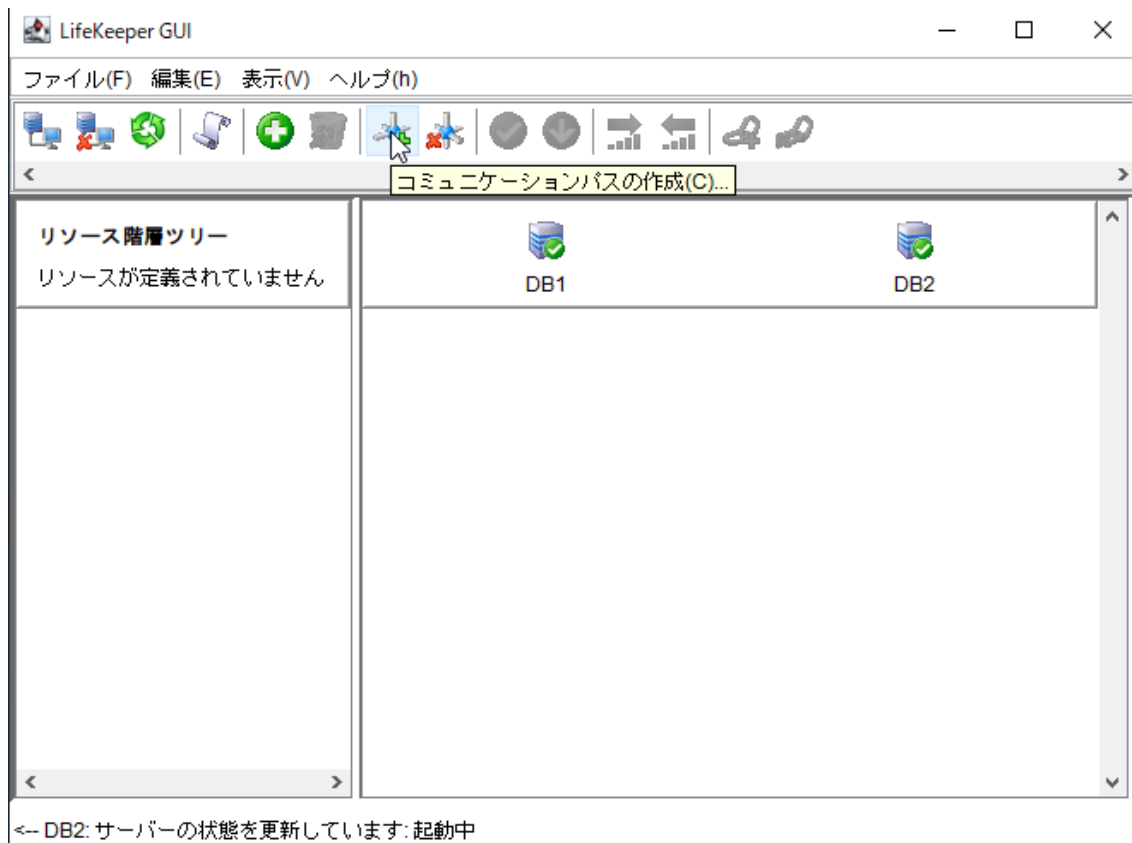 LifeKeeper GUI
ファイル(F) 編集(E) 表示(V) ヘルプ(h)
コミュニケーションパスの作成(C)...
リソース階層ツリー
リソースが定義されていません
DB1
DB2
<-- DB2: サーバーの状態を更新しています: 起動中